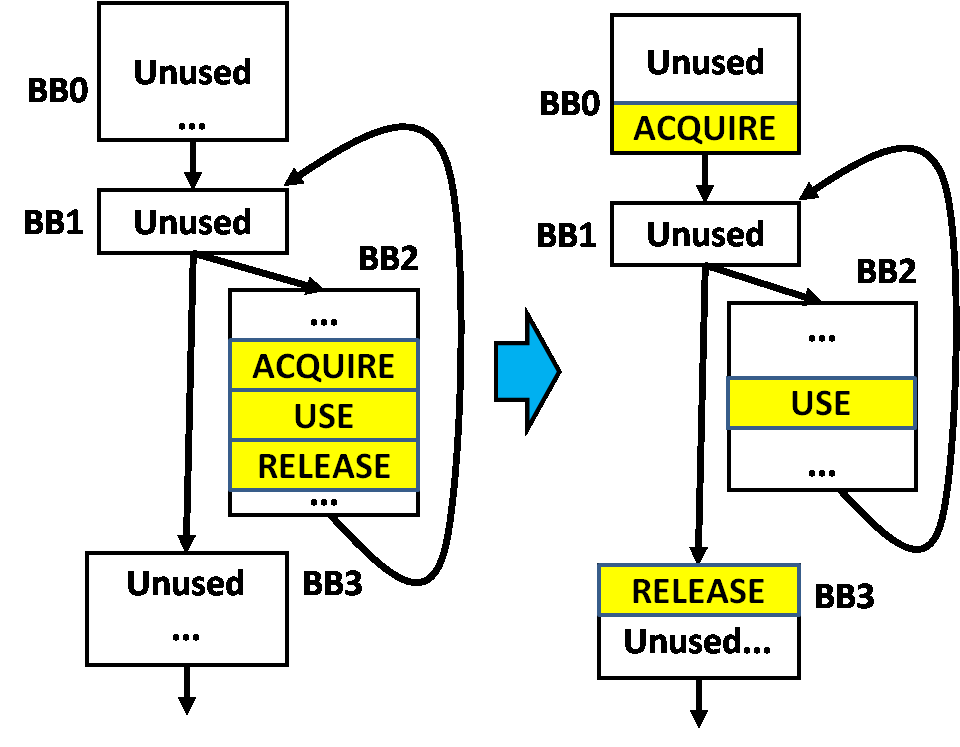 BB0
Unused
...
BB1
Unused
BB2
...
ACQUIRE
USE
RELEASE
...
Unused
BB3
...
Unused
BB0
ACQUIRE
BB1
Unused
BB2
...
USE
...
RELEASE
BB3
Unused...